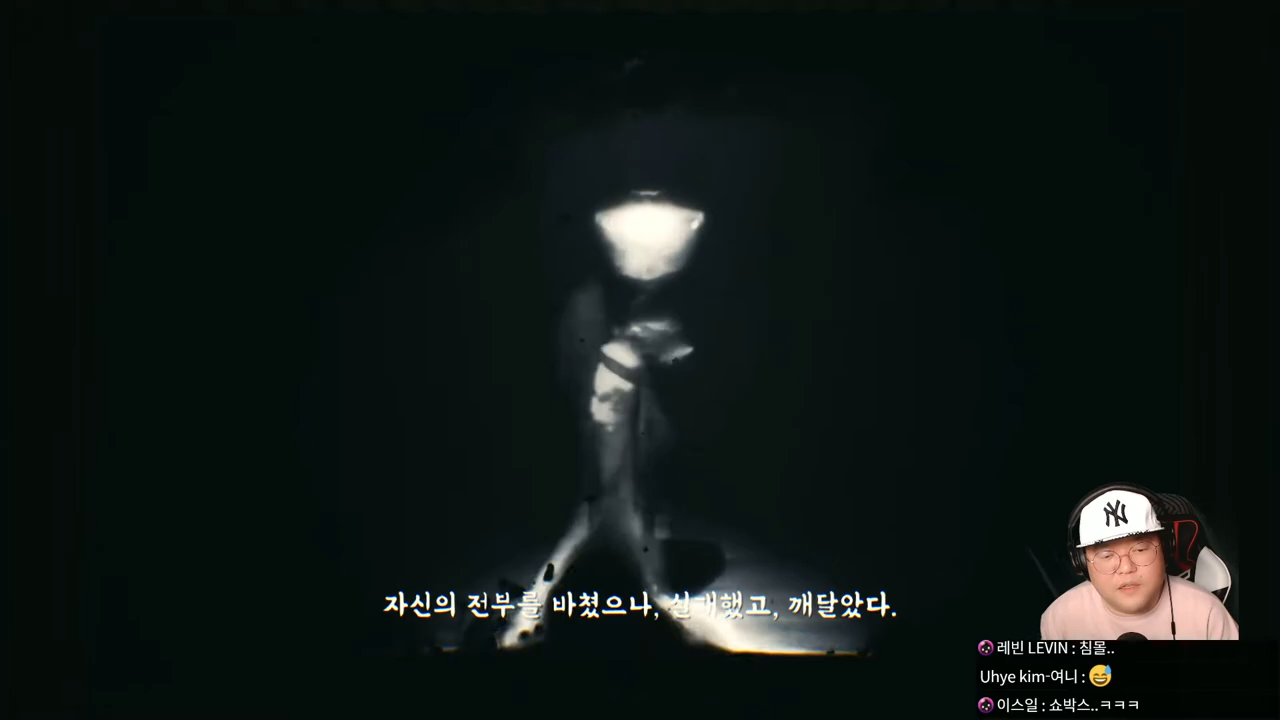 자신의 전부를 바쳤으나, 실패했고, 깨달았다.
NY
레빈 LEVIN : 침몰..
Uhye kim-여니 : 😅
이스일 : 쇼박스..ㅋㅋㅋ